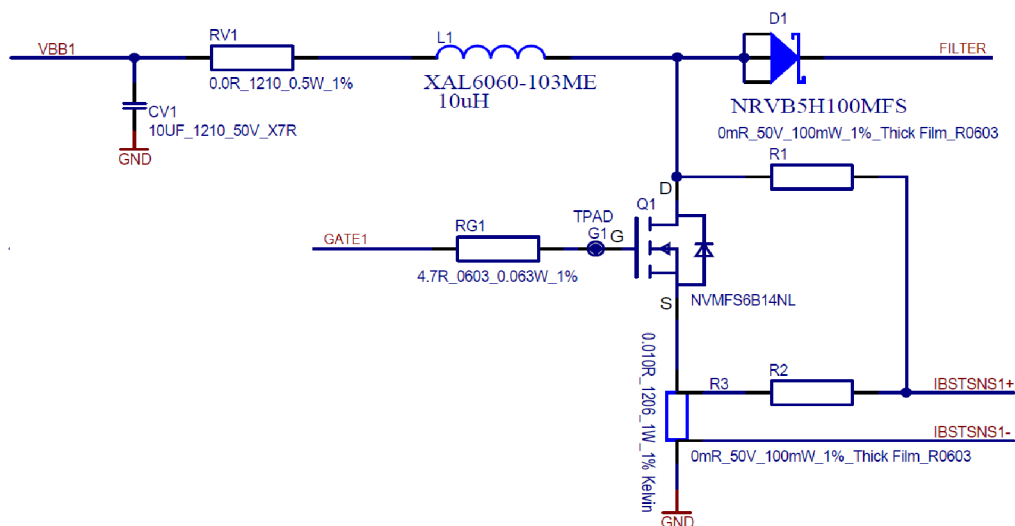 D1
RV1
L1
VBB1
FILTER
0.0R_1210_0.5W_1%
XAL6060-103ME
10uH
CV1
10UF_1210_50V_X7R
GND
NRVB5H100MFS
0mR_50V_100mW_1%_Thick Film_R0603
R1
D
Q1
TPAD
G1
G
RG1
GATE1
4.7R_0603_0.063W_1%
NVMFS6B14NL
S
0.010R_1206_1W_1% Kelvin
R3
R2
IBSTSNS1+
IBSTSNS1-
0mR_50V_100mW_1%_Thick Film_R0603
GND